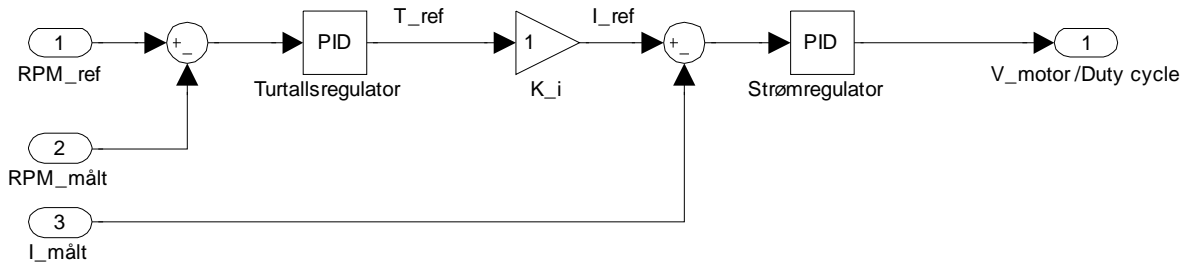 T_ref
I_ref
1
+
-
PID
1
+
-
PID
1
RPM_ref
Turtallsregulator
K_i
Strømregulator
V_motor /Duty cycle
2
RPM_målt
3
I_målt